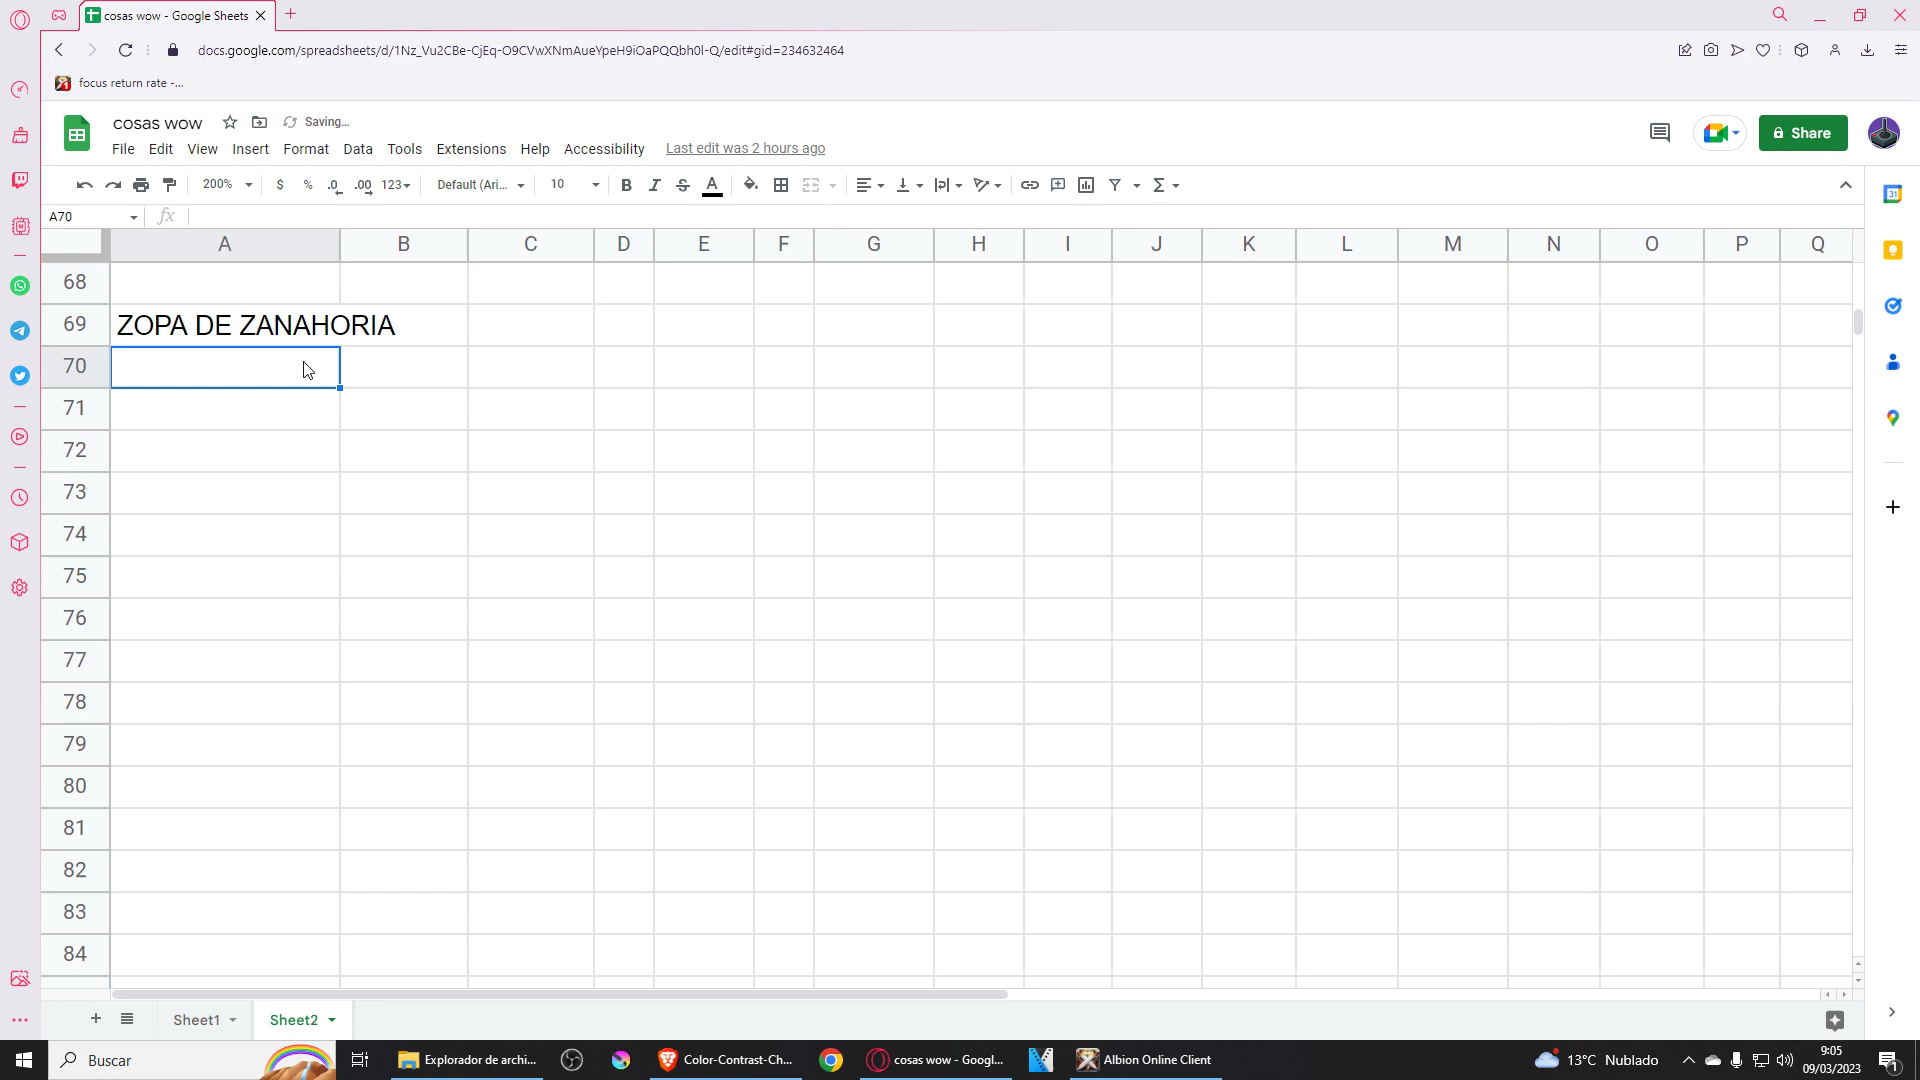 cosas wow - Google Sheets
docs.google.com/spreadsheets/d/1Nz_Vu2CBe-CjEq-O9CVwXNmAueYpeH9iOaPQQbh0l-Q/edit#gid=234632464
focus return rate -...
cosas wow Saving...
File Edit View Insert Format Data Tools Extensions Help Accessibility Last edit was 2 hours ago
Share
200% $ % .0 .00 123 Default (Ari... 10 B I S A
A70 fx
A B C D E F G H I J K L M N O P Q
68
69 ZOPA DE ZANAHORIA
70
71
72
73
74
75
76
77
78
79
80
81
82
83
84
Sheet1 Sheet2
Buscar Explorador de archi... Color-Contrast-Ch... cosas wow - Googl... Albion Online Client 13°C Nublado 9:05
09/03/2023